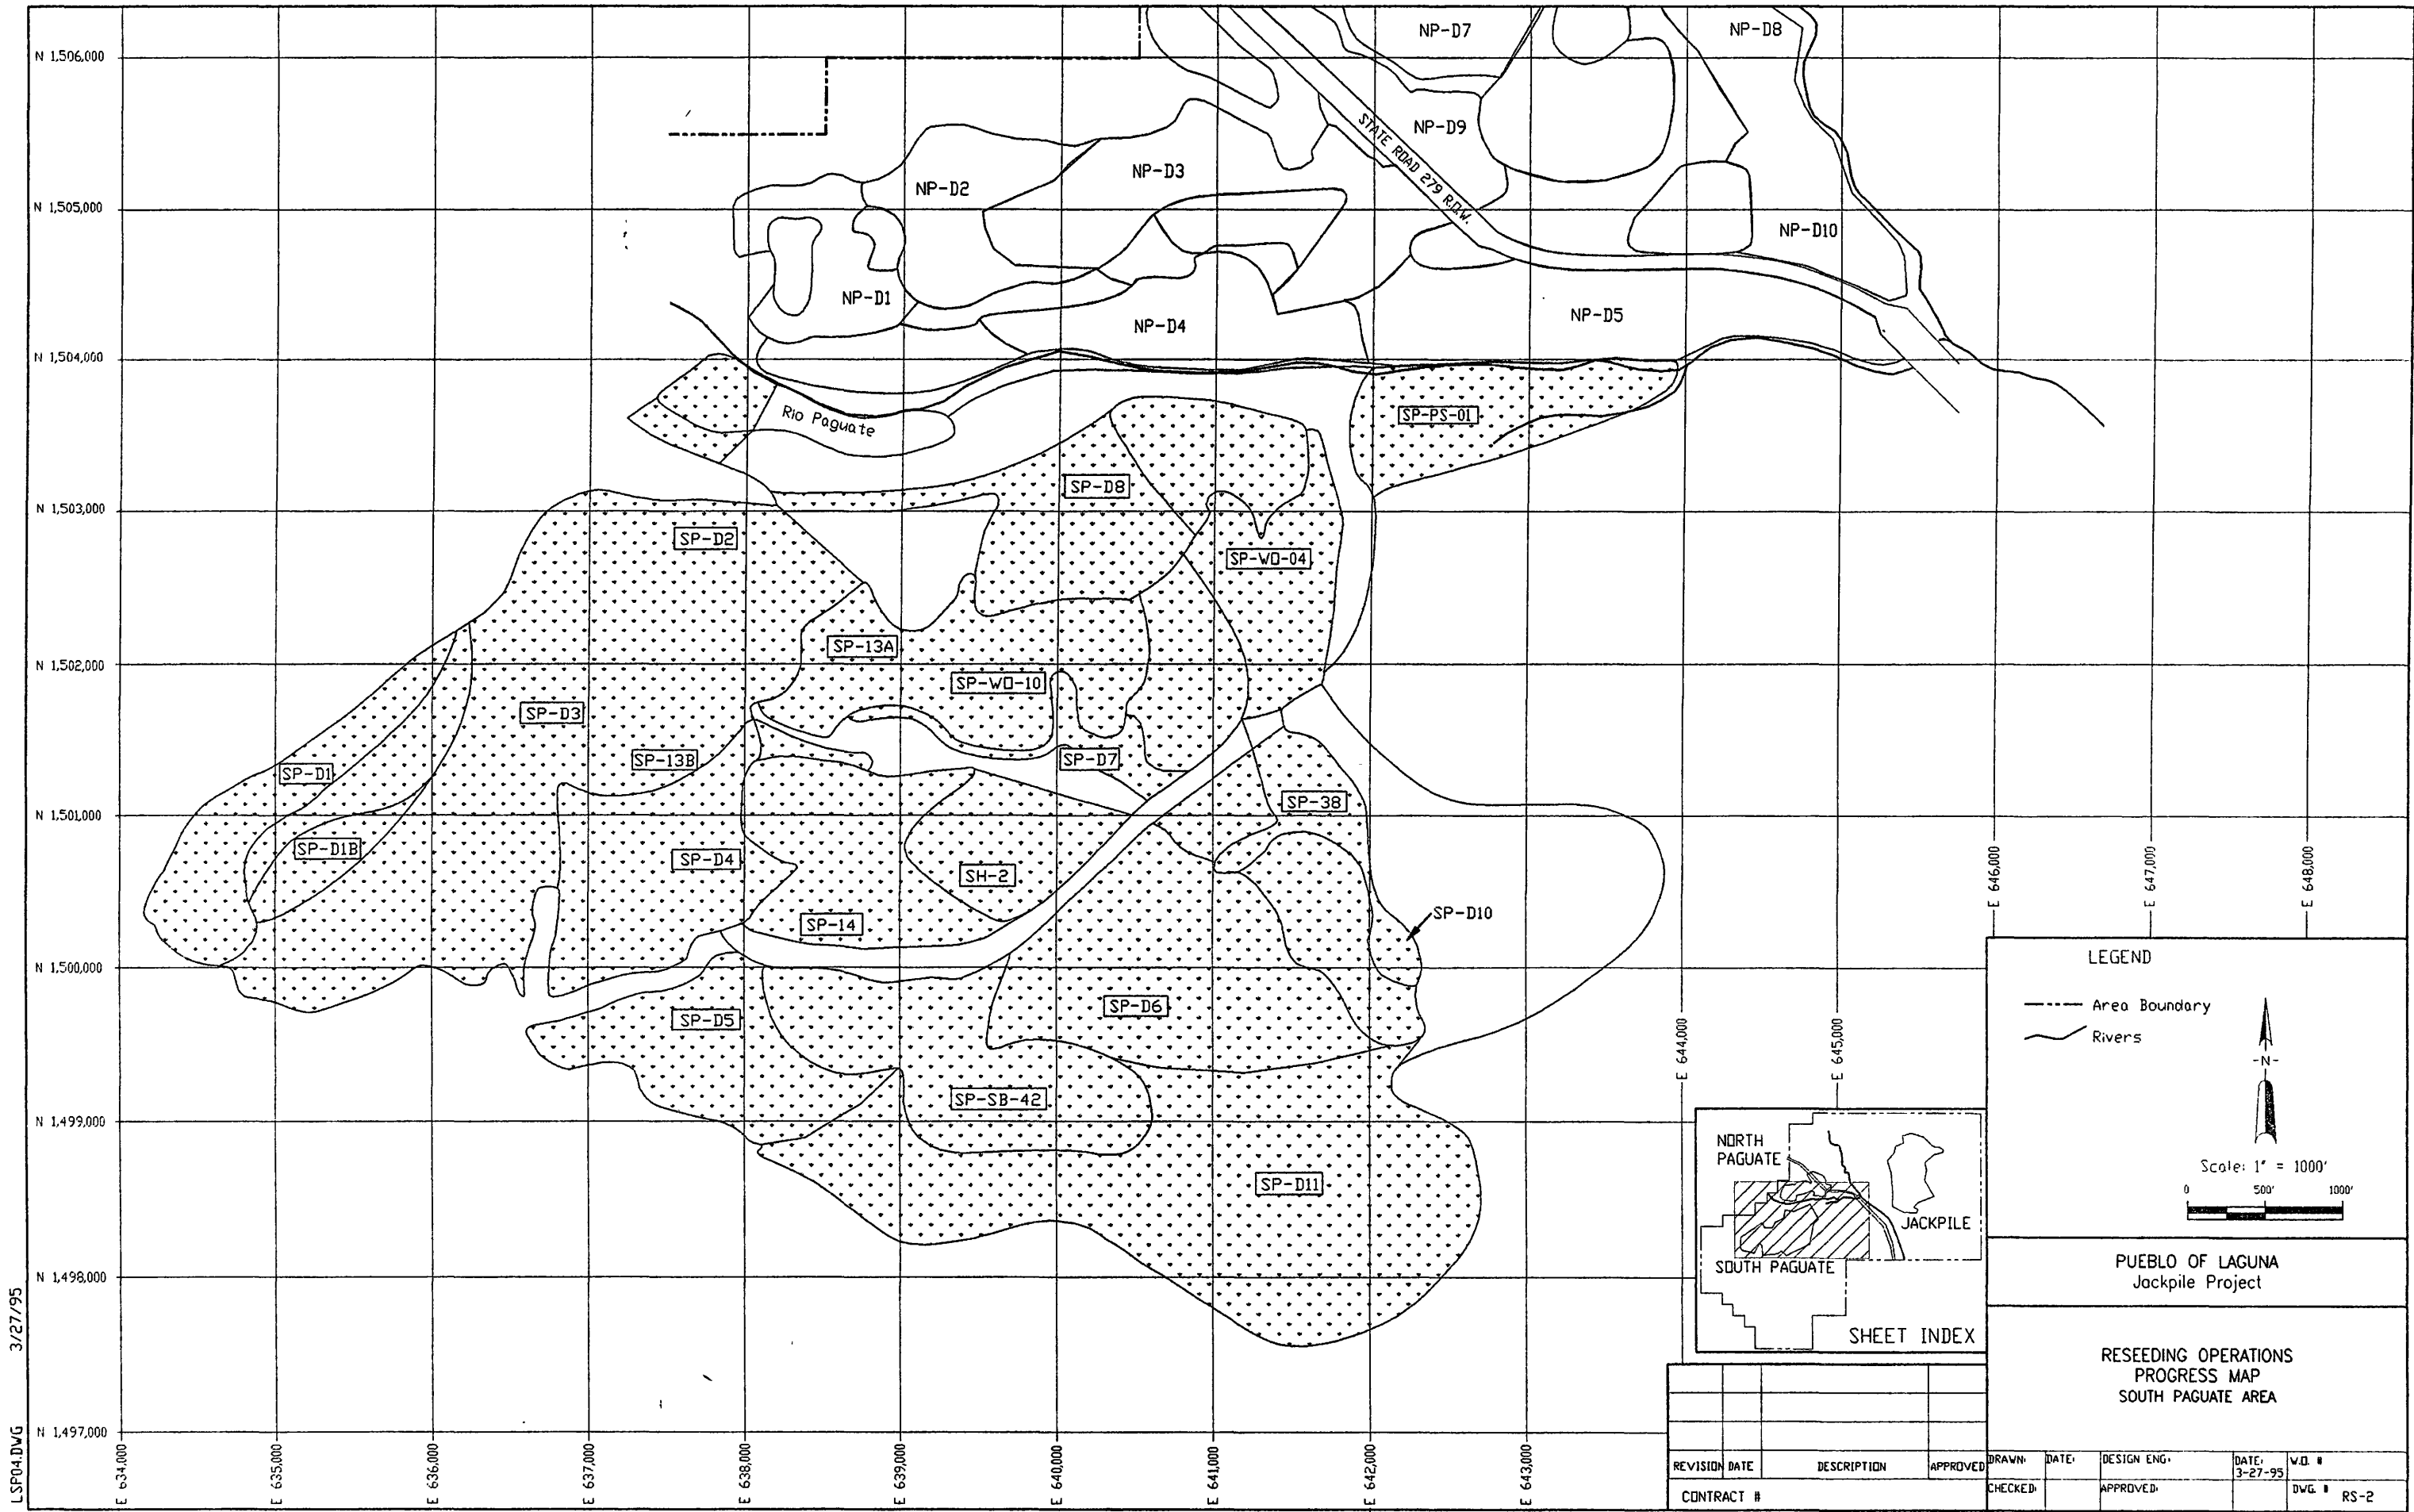 N 1,506,000
N 1,505,000
N 1,504,000
N 1,503,000
N 1,502,000
N 1,501,000
N 1,500,000
N 1,499,000
N 1,498,000
N 1,497,000
NP-D7
NP-D8
NP-D9
STATE ROAD 279 R.O.W.
NP-D3
NP-D2
NP-D10
NP-D1
NP-D4
NP-D5
Rio Paguate
SP-PS-01
SP-D8
SP-D2
SP-WO-04
SP-13A
SP-WO-10
SP-D3
SP-13B
SP-D7
SP-D1
SP-38
SP-D1B
SP-D4
SH-2
SP-14
SP-D10
SP-D6
SP-D5
SP-SB-42
SP-D11
E 634,000
E 635,000
E 636,000
E 637,000
E 638,000
E 639,000
E 640,000
E 641,000
E 642,000
E 643,000
E 644,000
E 645,000
E 646,000
E 647,000
E 648,000
LEGEND
Area Boundary
Rivers
-N-
Scale: 1" = 1000'
0 500' 1000'
NORTH
PAGUATE
JACKPILE
SOUTH PAGUATE
SHEET INDEX
PUEBLO OF LAGUNA
Jackpile Project
RESEEDING OPERATIONS
PROGRESS MAP
SOUTH PAGUATE AREA
REVISION DATE DESCRIPTION APPROVED
CONTRACT #
DRAWN: DATE: DESIGN ENG: DATE: W.O. #
3-27-95
CHECKED: APPROVED: DWG. # RS-2
LSP04.DWG 3/27/95